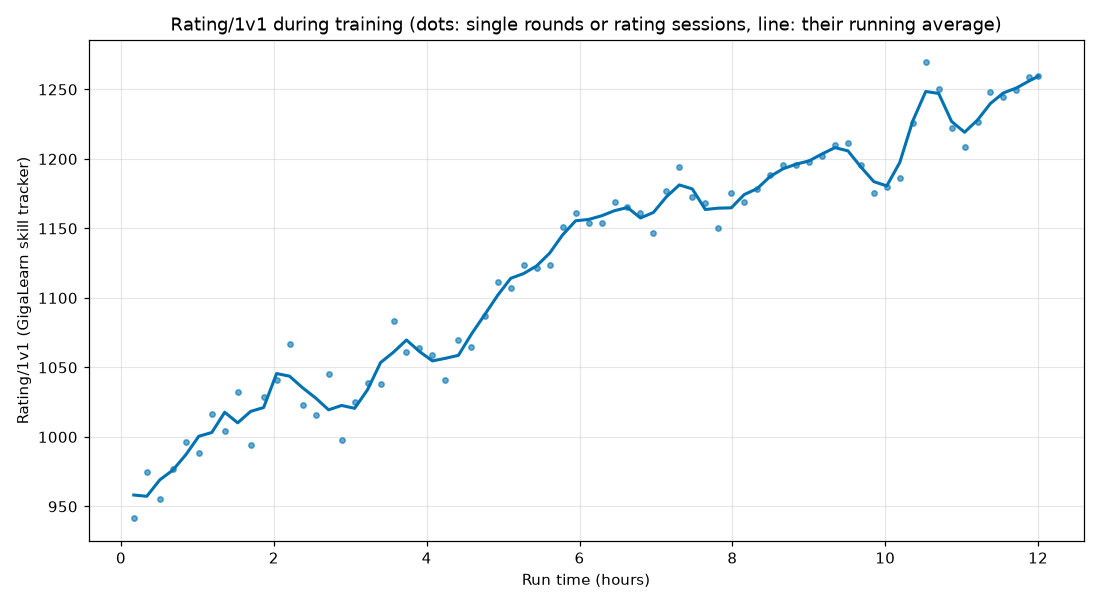 Rating/1v1 during training (dots: single rounds or rating sessions, line: their running average)
Rating/1v1 (GigaLearn skill tracker)
1250
1200
1150
1100
1050
1000
950
0 2 4 6 8 10 12
Run time (hours)